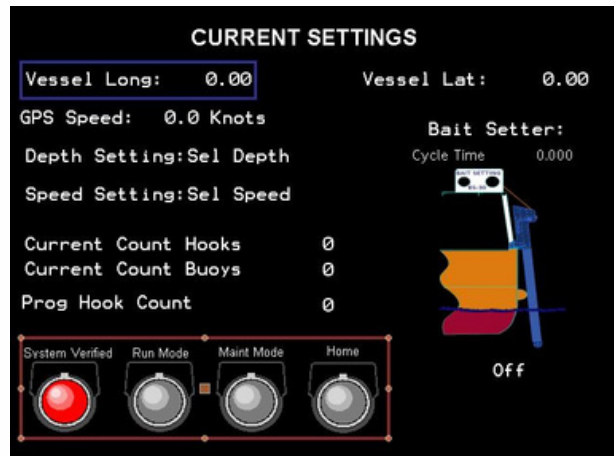 CURRENT SETTINGS
Vessel Long: 0.00 Vessel Lat: 0.00
GPS Speed: 0.0 Knots
Bait Setter:
Depth Setting:Sel Depth
Cycle Time 0.000
BAIT SETTING
Speed Setting:Sel Speed
Current Count Hooks 0
Current Count Buoys 0
Prog Hook Count 0
System Verified Run Mode Maint Mode Home
Off